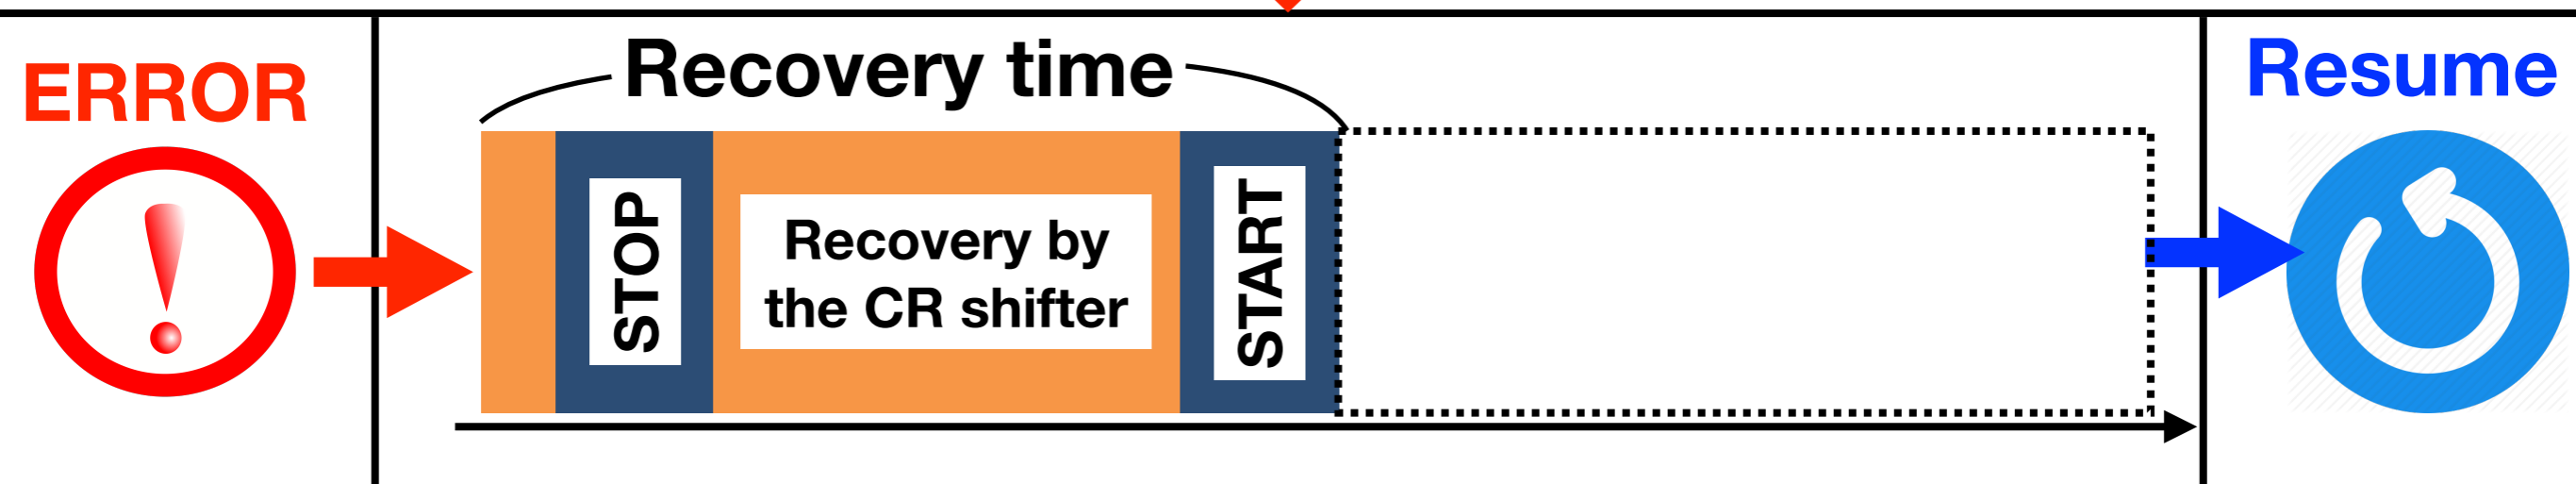 ERROR
Recovery time
STOP
Recovery by
the CR shifter
START
Resume